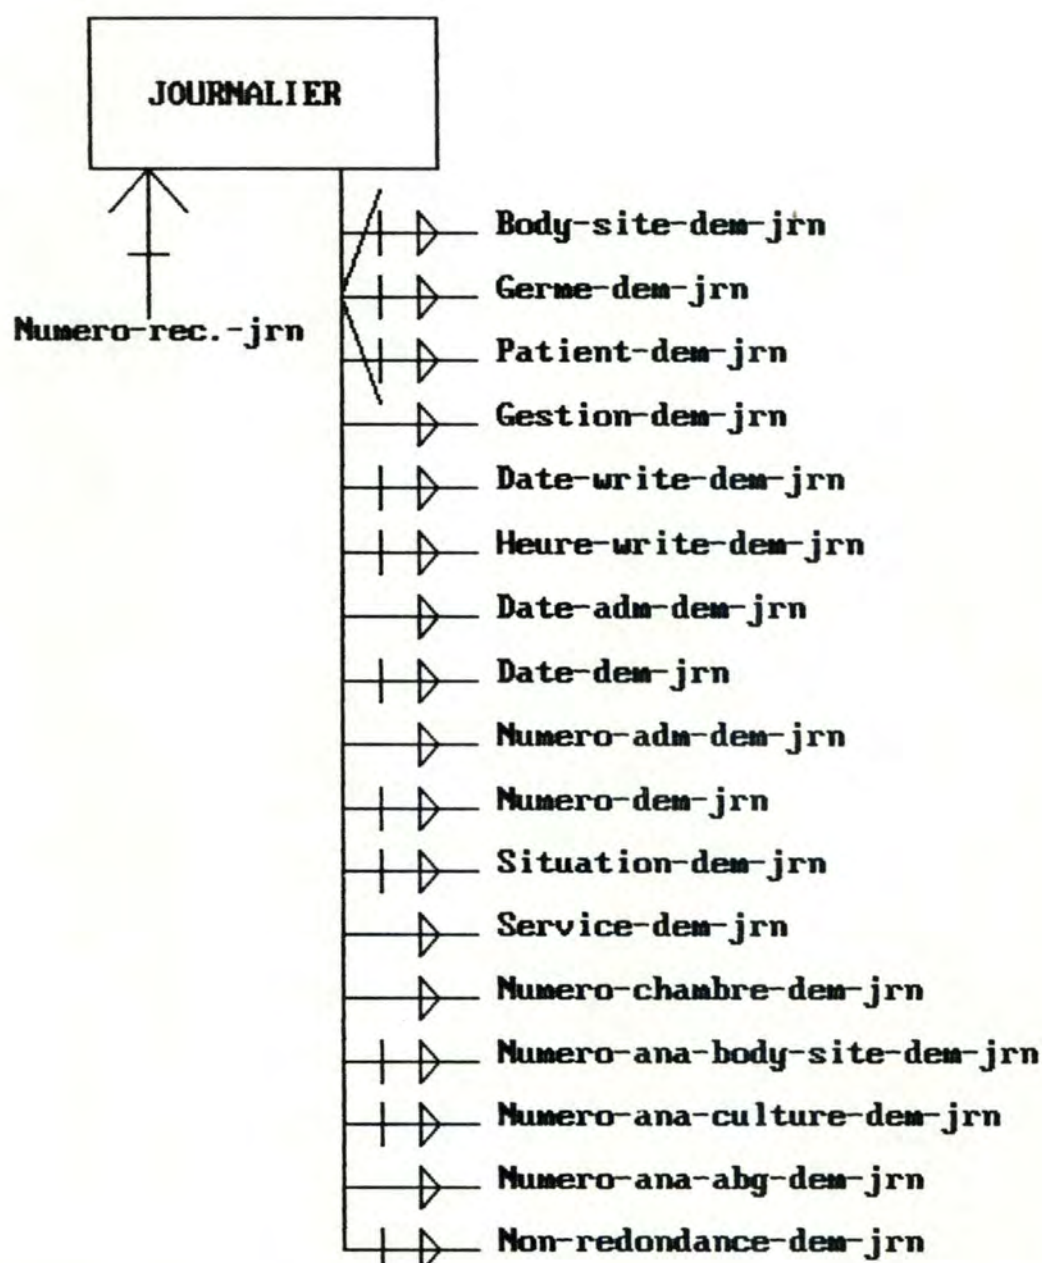 JOURNALIER
Body-site-dem-jrn
Germe-dem-jrn
Numero-rec.-jrn
Patient-dem-jrn
Gestion-dem-jrn
Date-write-dem-jrn
Heure-write-dem-jrn
Date-adm-dem-jrn
Date-dem-jrn
Numero-adm-dem-jrn
Numero-dem-jrn
Situation-dem-jrn
Service-dem-jrn
Numero-chambre-dem-jrn
Numero-ana-body-site-dem-jrn
Numero-ana-culture-dem-jrn
Numero-ana-abg-dem-jrn
Non-redondance-dem-jrn